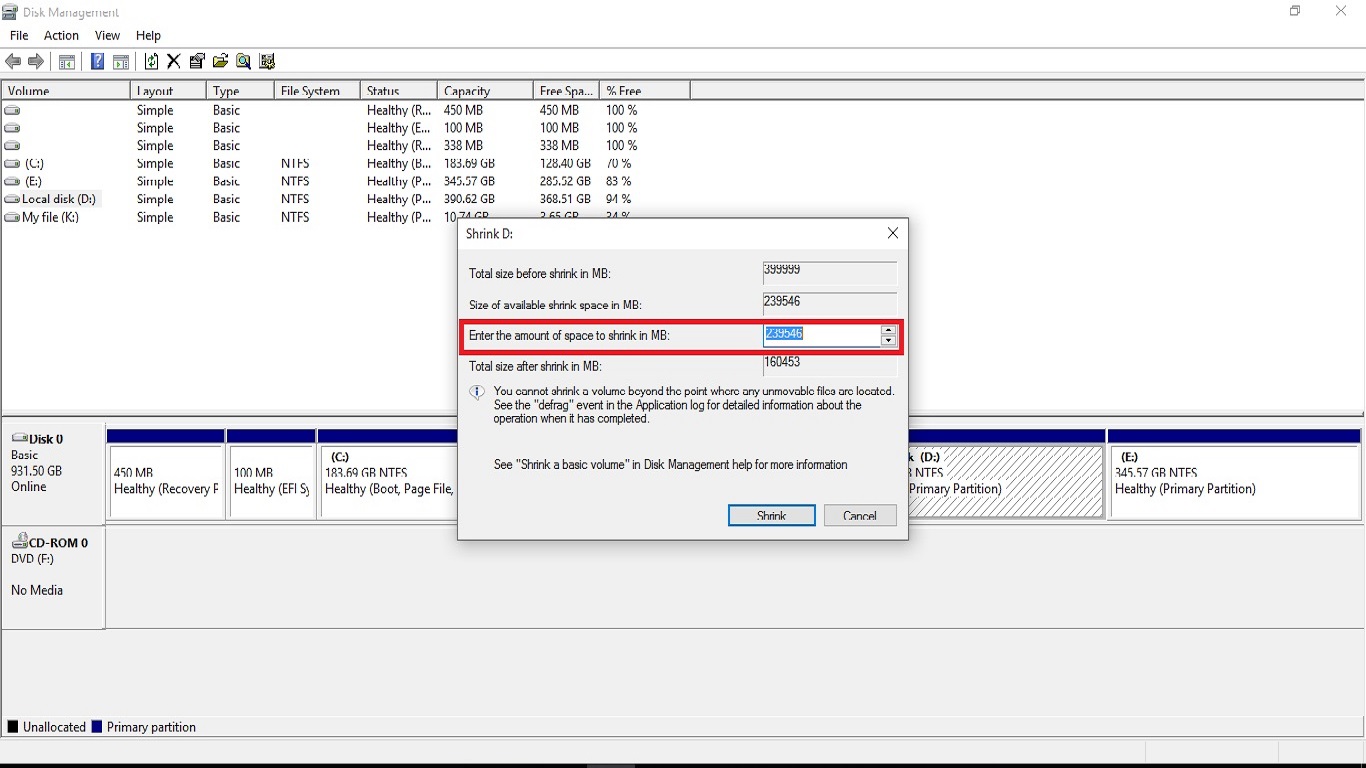 Disk Management
File Action View Help
Volume Layout Type File System Status Capacity Free Spa... % Free
Simple Basic Healthy (R... 450 MB 450 MB 100 %
Simple Basic Healthy (E... 100 MB 100 MB 100 %
Simple Basic Healthy (R... 338 MB 338 MB 100 %
(C:) Simple Basic NTFS Healthy (B... 183.69 GB 128.40 GB 70 %
(E:) Simple Basic NTFS Healthy (P... 345.57 GB 285.52 GB 83 %
Local disk (D:) Simple Basic NTFS Healthy (P... 390.62 GB 368.51 GB 94 %
My file (K:) Simple Basic NTFS Healthy (P... 10.74 GB 3.65 GB 34 %
Shrink D:
Total size before shrink in MB: 399999
Size of available shrink space in MB: 239546
Enter the amount of space to shrink in MB: 239546
Total size after shrink in MB: 160453
You cannot shrink a volume beyond the point where any unmovable files are located.
See the "defrag" event in the Application log for detailed information about the
operation when it has completed.
See "Shrink a basic volume" in Disk Management help for more information
Shrink Cancel
Disk 0
Basic
931.50 GB
Online
450 MB
Healthy (Recovery P
100 MB
Healthy (EFI Sy
(C:)
183.69 GB NTFS
Healthy (Boot, Page File,
k (D:)
B NTFS
Primary Partition)
(E:)
345.57 GB NTFS
Healthy (Primary Partition)
CD-ROM 0
DVD (F:)
No Media
Unallocated Primary partition